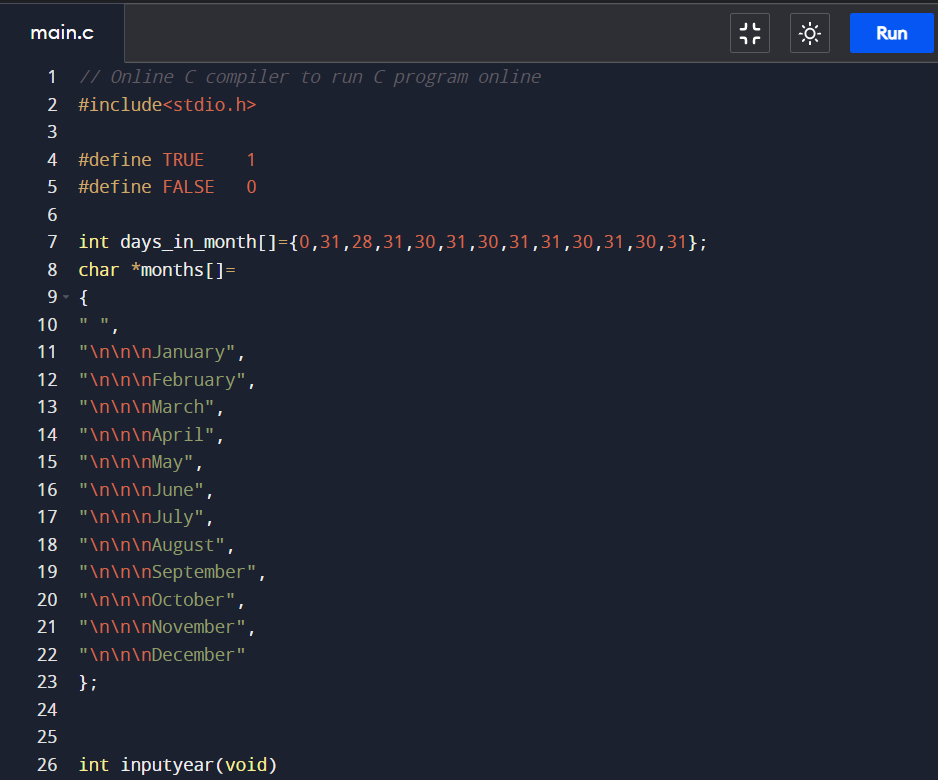 main.c
Run
1 // Online C compiler to run C program online
2 #include<stdio.h>
3
4 #define TRUE    1
5 #define FALSE   0
6
7 int days_in_month[]={0,31,28,31,30,31,30,31,31,30,31,30,31};
8 char *months[]=
9 {
10 " ",
11 "\n\n\nJanuary",
12 "\n\n\nFebruary",
13 "\n\n\nMarch",
14 "\n\n\nApril",
15 "\n\n\nMay",
16 "\n\n\nJune",
17 "\n\n\nJuly",
18 "\n\n\nAugust",
19 "\n\n\nSeptember",
20 "\n\n\nOctober",
21 "\n\n\nNovember",
22 "\n\n\nDecember"
23 };
24
25
26 int inputyear(void)